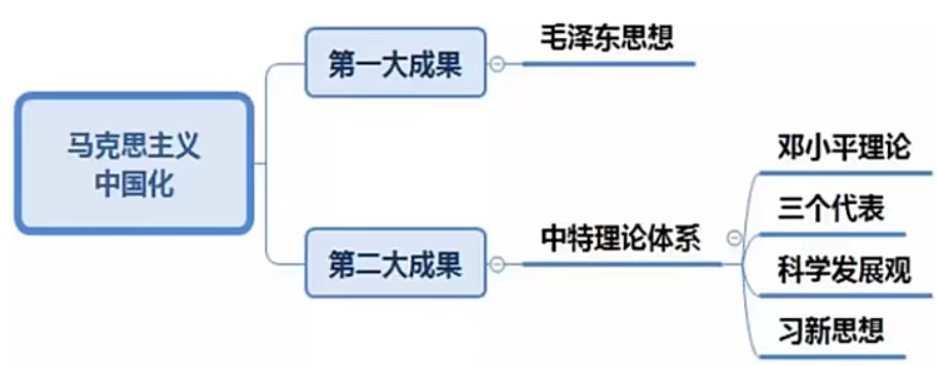 马克思主义
中国化
第一大成果
毛泽东思想
第二大成果
中特理论体系
邓小平理论
三个代表
科学发展观
习新思想